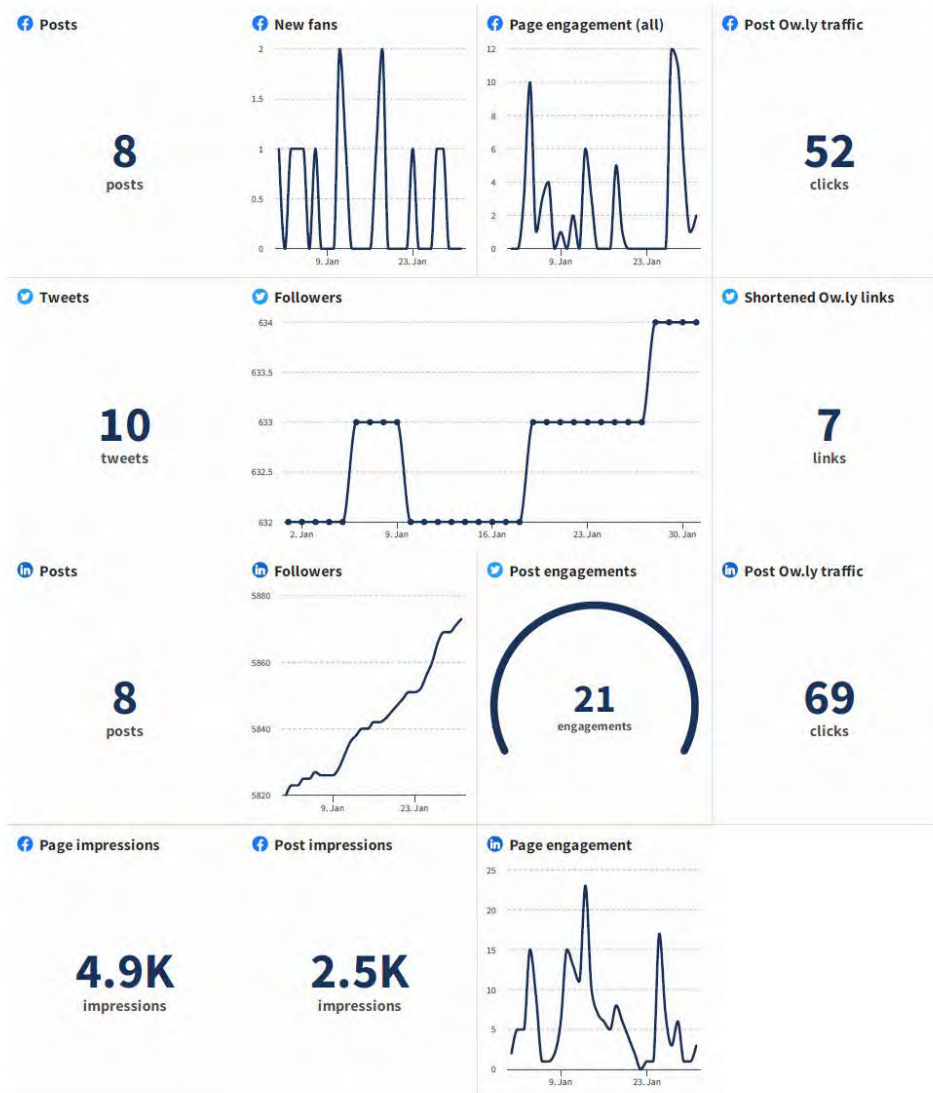 Posts
8
posts
New fans
2
1.5
1
0.5
0
9. Jan
23. Jan
Page engagement (all)
12
10
8
6
4
2
0
9. Jan
23. Jan
Post Ow.ly traffic
52
clicks
Tweets
10
tweets
Followers
634
633.5
633
632.5
632
2. Jan
9. Jan
16. Jan
23. Jan
30. Jan
Shortened Ow.ly links
7
links
Posts
8
posts
Followers
5880
5860
5840
5820
9. Jan
23. Jan
Post engagements
21
engagements
Post Ow.ly traffic
69
clicks
Page impressions
4.9K
impressions
Post impressions
2.5K
impressions
Page engagement
25
20
15
10
5
0
9. Jan
23. Jan